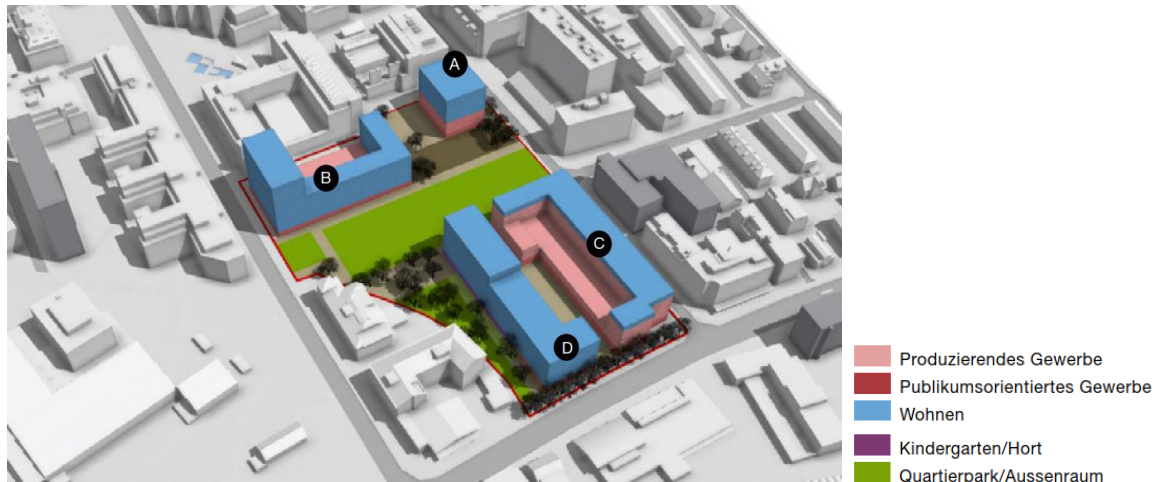 A
B
C
D
Produzierendes Gewerbe
Publikumsorientiertes Gewerbe
Wohnen
Kindergarten/Hort
Quartierpark/Aussenraum